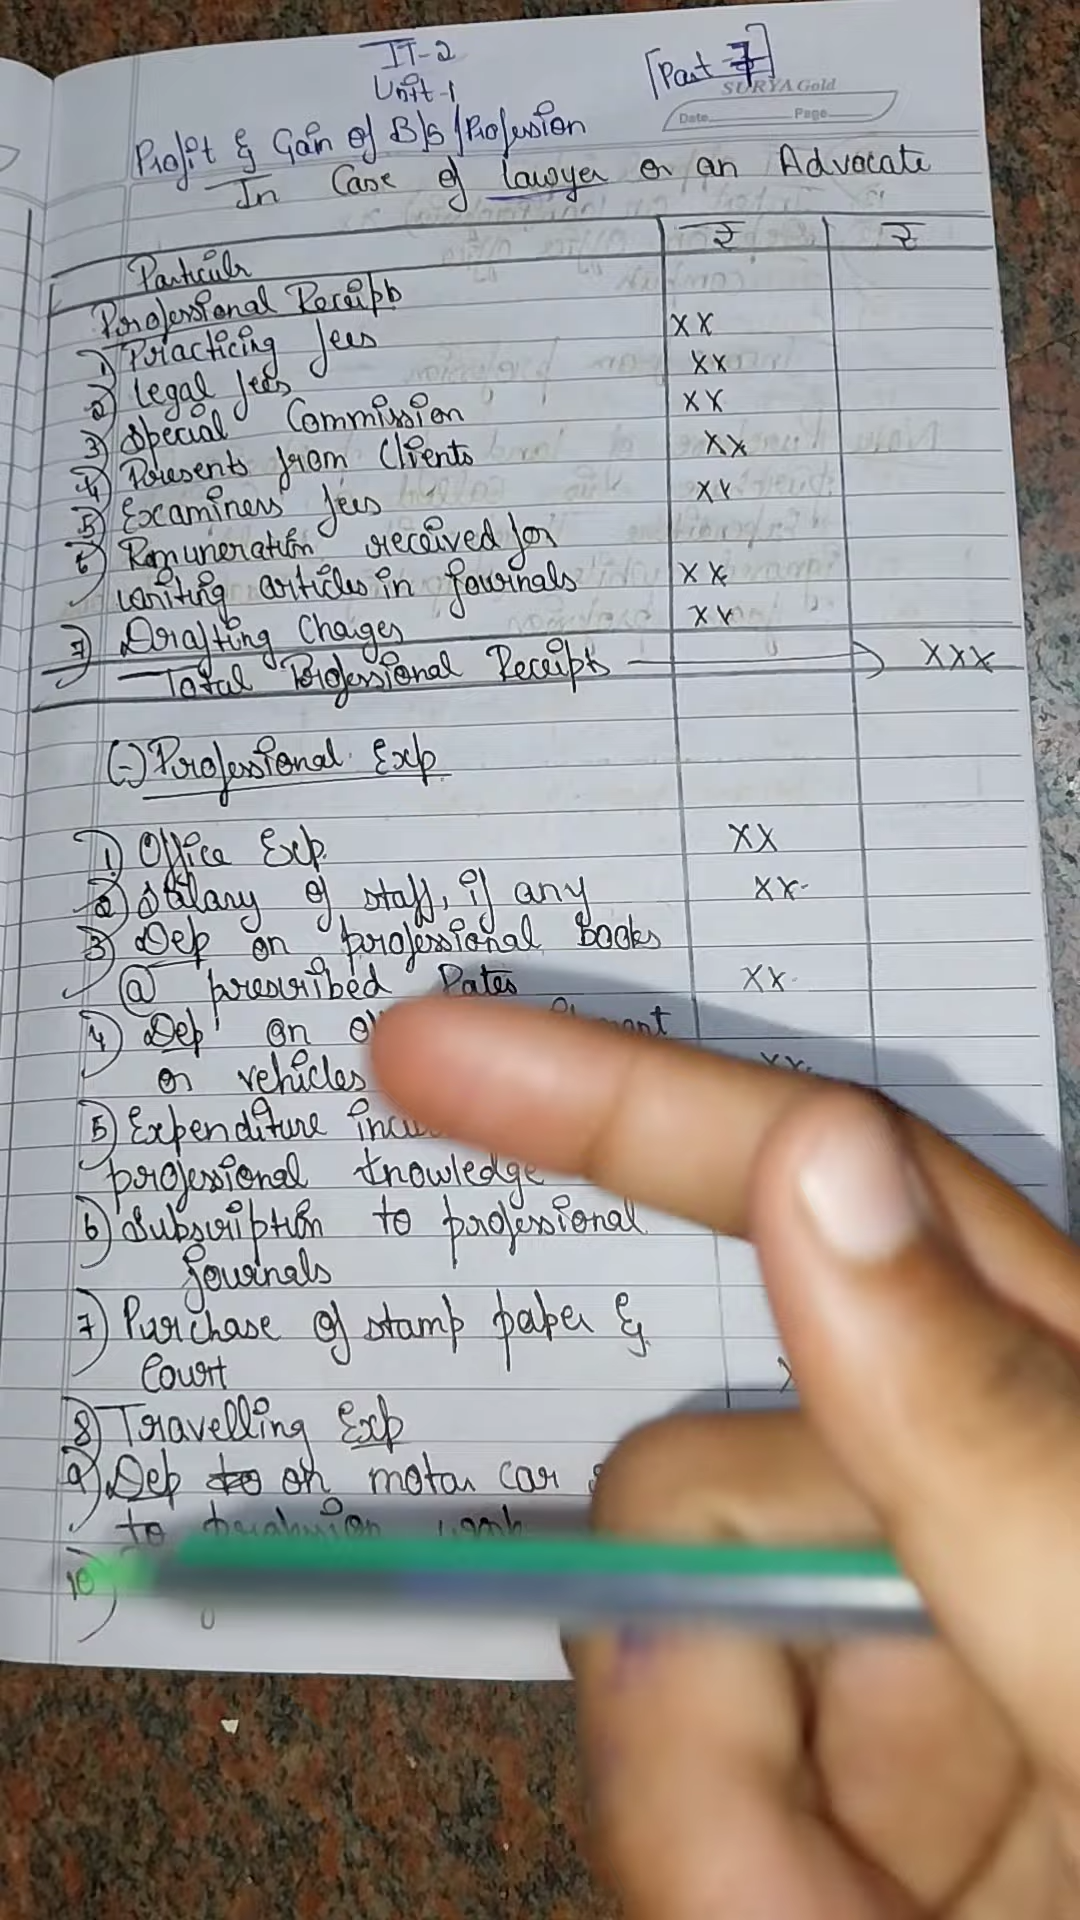 IT-2
Unit-1
[Part-7]
SURYA Gold
Date Page
Profit & Gain of B/S/Profession
In Case of Lawyer or an Advocate
Particulr ₹ ₹
Professional Receipts
1) Practicing fees XX
2) Legal fees XX
3) Special Commission XX
4) Presents from Clients XX
5) Examiners' fees XX
6) Remuneration received for
writing articles in Journals XX
7) Drafting Chages XX
Total Professional Receipts → XXX
(-) Professional Exp.
1) Office Exp. XX
2) Salary of staff, if any XX-
3) Dep on professional books
@ prescribed Rates XX-
4) Dep on
or vehicles XX-
5) Expenditure
professional knowledge
6) Subscription to professional
Journals
7) Purchase of stamp paper &
Court
8) Travelling Exp
9) Dep on motor car
to
10)